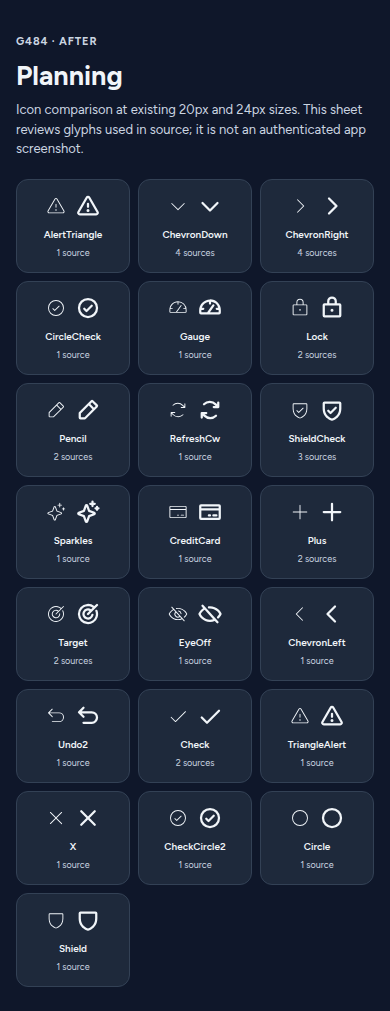 G484 · AFTER
Planning
Icon comparison at existing 20px and 24px sizes. This sheet
reviews glyphs used in source; it is not an authenticated app
screenshot.
AlertTriangle
1 source
ChevronDown
4 sources
ChevronRight
4 sources
CircleCheck
1 source
Gauge
1 source
Lock
2 sources
Pencil
2 sources
RefreshCw
1 source
ShieldCheck
3 sources
Sparkles
1 source
CreditCard
1 source
Plus
2 sources
Target
2 sources
EyeOff
1 source
ChevronLeft
1 source
Undo2
1 source
Check
2 sources
TriangleAlert
1 source
X
1 source
CheckCircle2
1 source
Circle
1 source
Shield
1 source